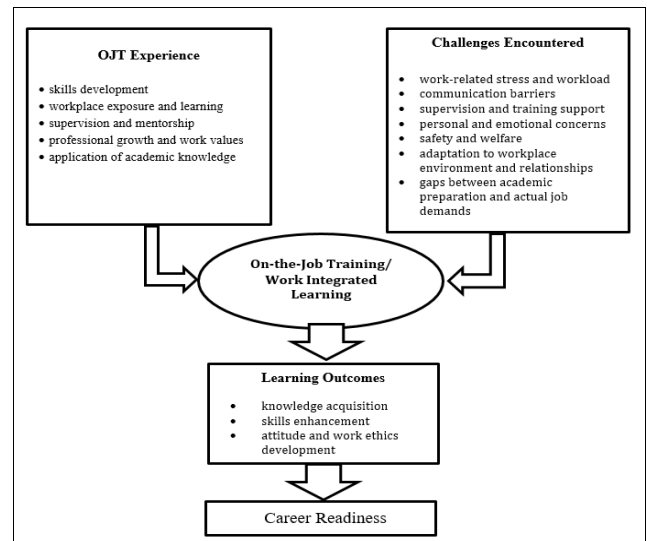 OJT Experience
• skills development
• workplace exposure and learning
• supervision and mentorship
• professional growth and work values
• application of academic knowledge
Challenges Encountered
• work-related stress and workload
• communication barriers
• supervision and training support
• personal and emotional concerns
• safety and welfare
• adaptation to workplace
environment and relationships
• gaps between academic
preparation and actual job
demands
On-the-Job Training/
Work Integrated
Learning
Learning Outcomes
• knowledge acquisition
• skills enhancement
• attitude and work ethics
development
Career Readiness